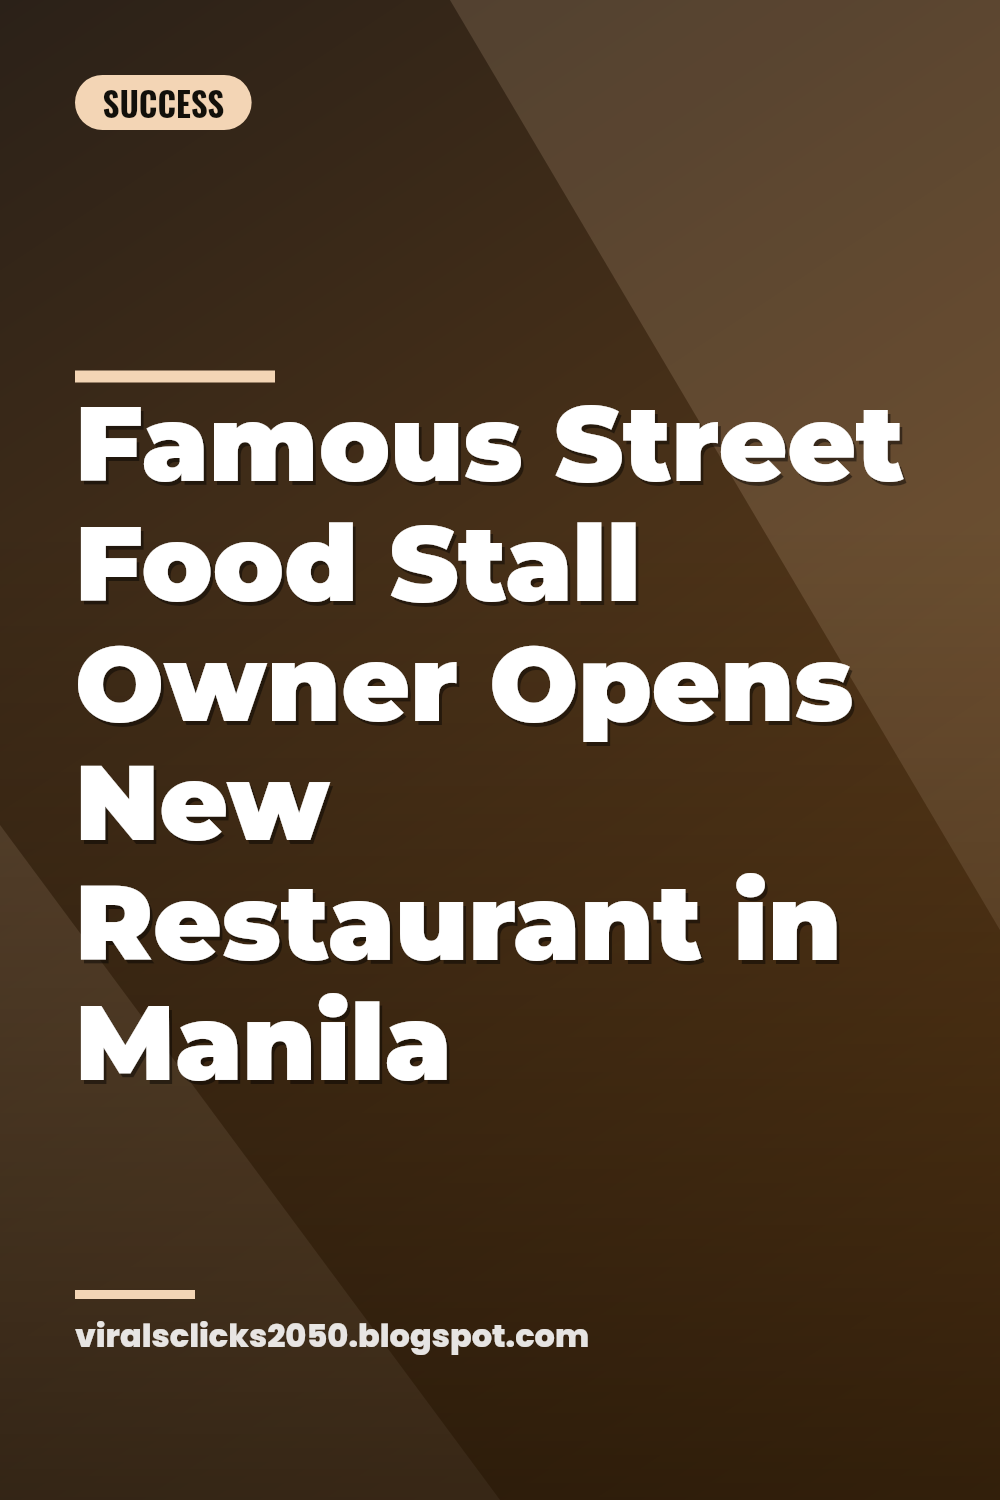 SUCCESS
Famous Street
Food Stall
Owner Opens
New
Restaurant in
Manila
viralsclicks2050.blogspot.com